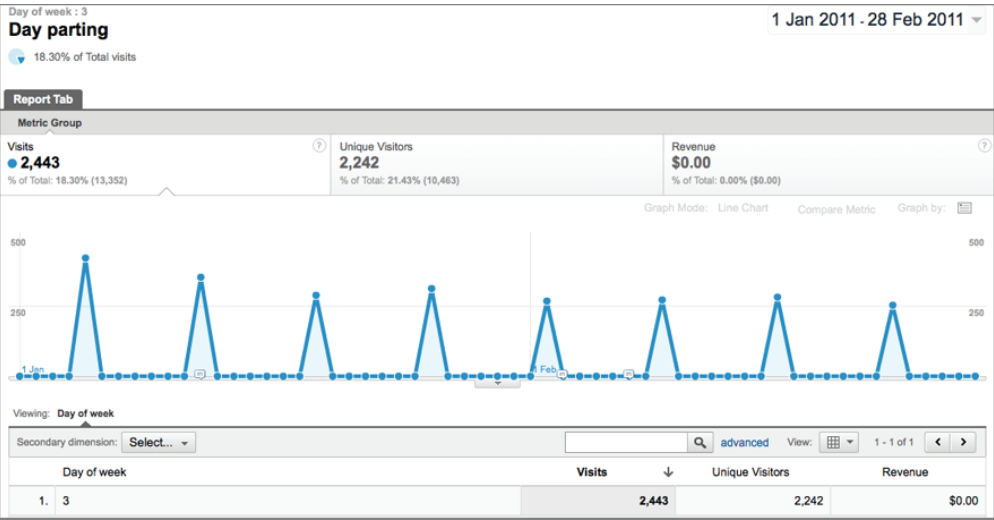 Day of week : 3
Day parting
1 Jan 2011 - 28 Feb 2011
18.30% of Total visits
Report Tab
Metric Group
Visits ?
2,443
% of Total: 18.30% (13,352)
Unique Visitors
2,242
% of Total: 21.43% (10,463)
Revenue ?
$0.00
% of Total: 0.00% ($0.00)
Graph Mode: Line Chart Compare Metric Graph by:
500 500
250 250
1 Jan 1 Feb
Viewing: Day of week
Secondary dimension: Select... advanced View: 1 - 1 of 1
Day of week Visits Unique Visitors Revenue
1. 3 2,443 2,242 $0.00